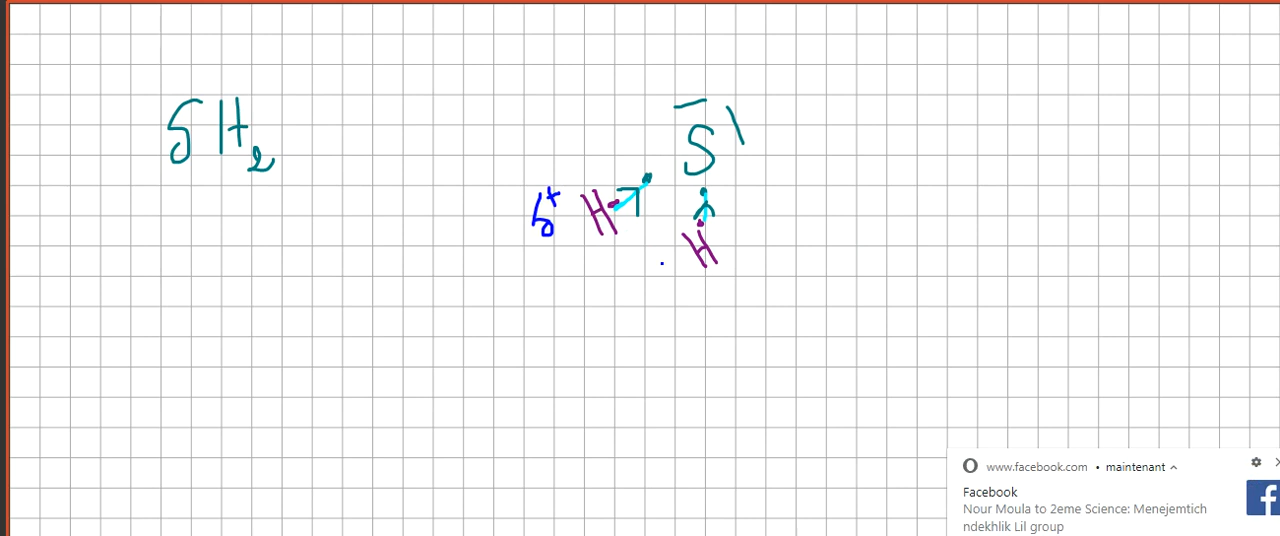 SH₂
S
δ⁺ H
H
www.facebook.com • maintenant
Facebook
Nour Moula to 2eme Science: Menejemtich
ndekhlik Lil group